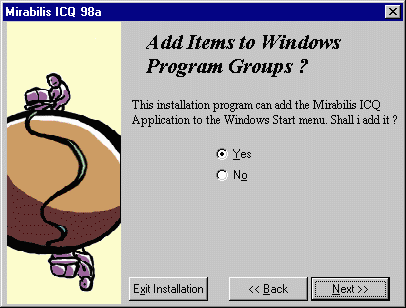 Mirabilis ICQ 98a
Add Items to Windows
Program Groups ?
This installation program can add the Mirabilis ICQ
Application to the Windows Start menu. Shall i add it ?
Yes
No
Exit Installation
<< Back
Next >>